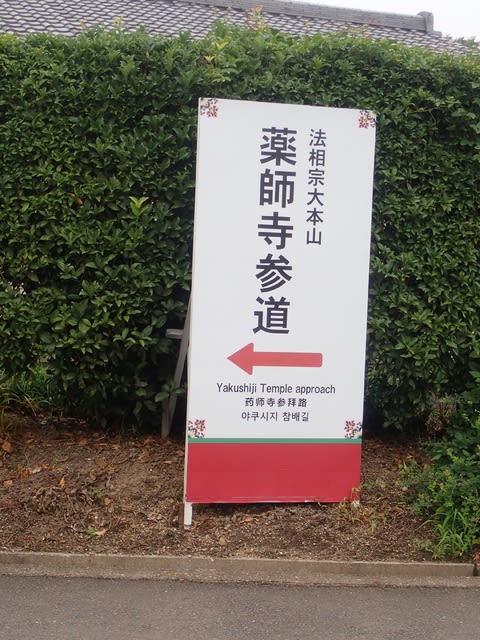 法相宗大本山
薬師寺参道
Yakushiji Temple approach
药师寺参拜路
야쿠시지 참배길